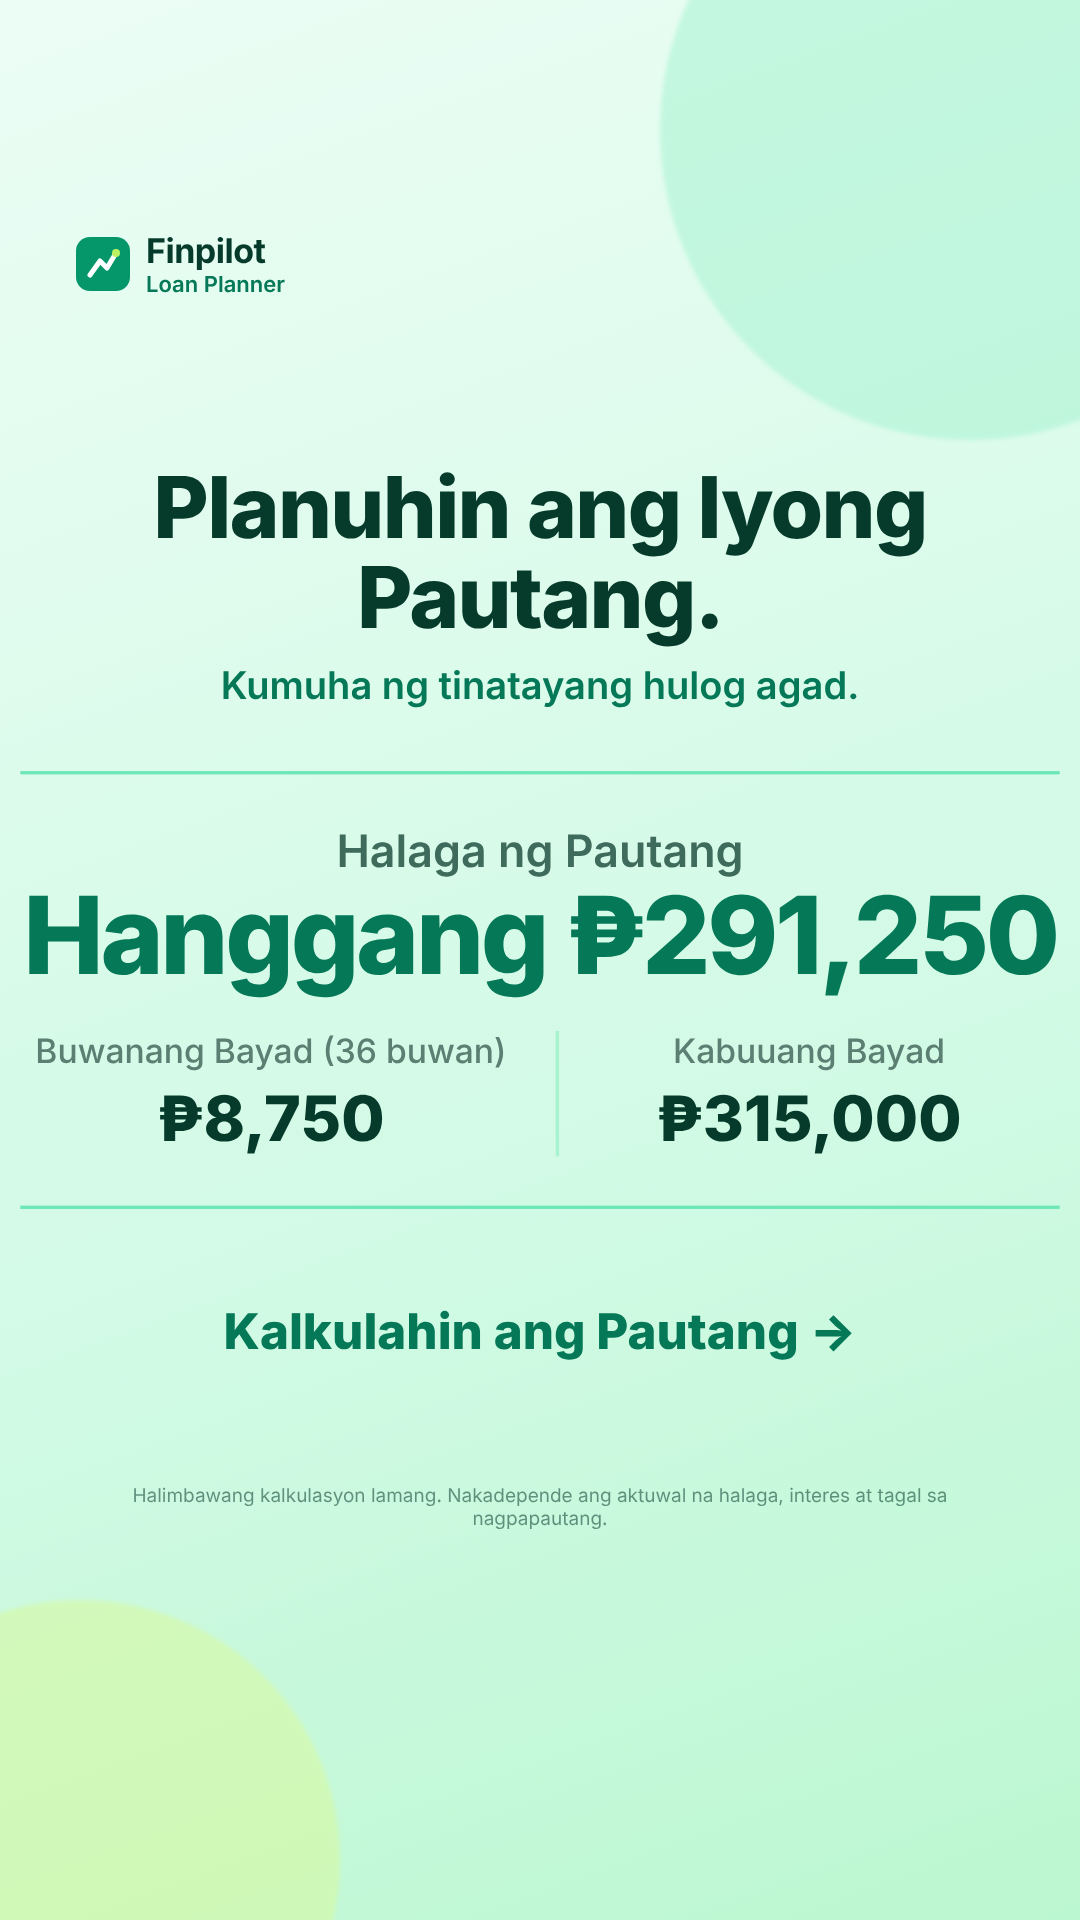 Finpilot
Loan Planner
Planuhin ang Iyong
Pautang.
Kumuha ng tinatayang hulog agad.
Halaga ng Pautang
Hanggang ₱291,250
Buwanang Bayad (36 buwan)
₱8,750
Kabuuang Bayad
₱315,000
Kalkulahin ang Pautang →
Halimbawang kalkulasyon lamang. Nakadepende ang aktuwal na halaga, interes at tagal sa
nagpapautang.